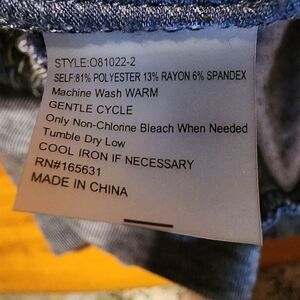 STYLE:O81022-2
SELF:81% POLYESTER 13% RAYON 6% SPANDEX
Machine Wash WARM
GENTLE CYCLE
Only Non-Chlorine Bleach When Needed
Tumble Dry Low
COOL IRON IF NECESSARY
RN#165631
MADE IN CHINA